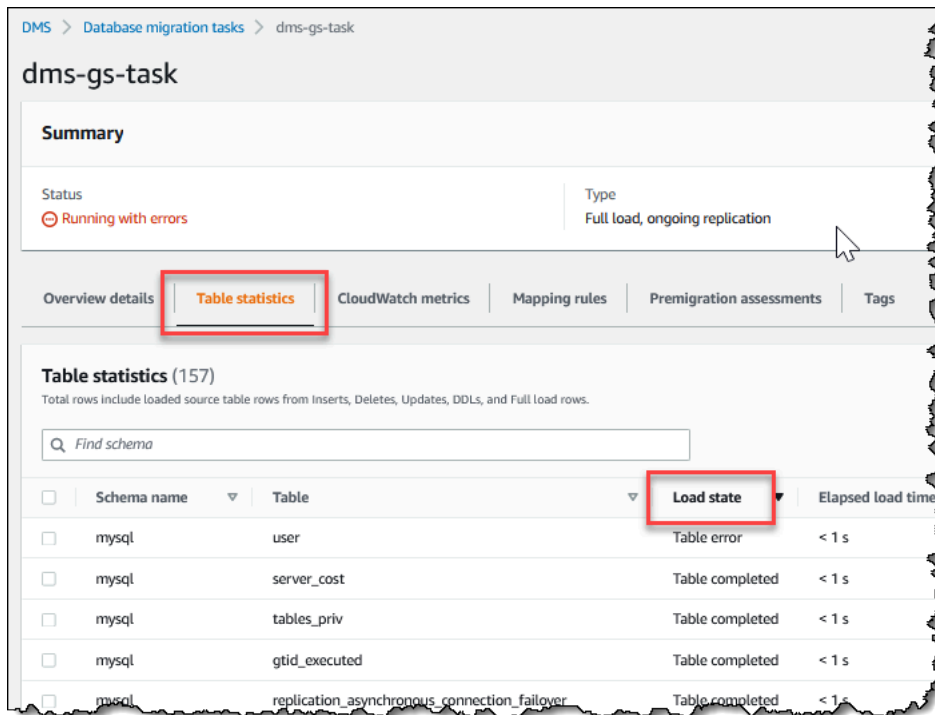 DMS > Database migration tasks > dms-gs-task
dms-gs-task
Summary
Status Type
Running with errors Full load, ongoing replication
Overview details Table statistics CloudWatch metrics Mapping rules Premigration assessments Tags
Table statistics (157)
Total rows include loaded source table rows from Inserts, Deletes, Updates, DDLs, and Full load rows.
Find schema
Schema name Table Load state Elapsed load time
mysql user Table error < 1 s
mysql server_cost Table completed < 1 s
mysql tables_priv Table completed < 1 s
mysql gtid_executed Table completed < 1 s
mysql replication_asynchronous_connection_failover Table completed < 1 s